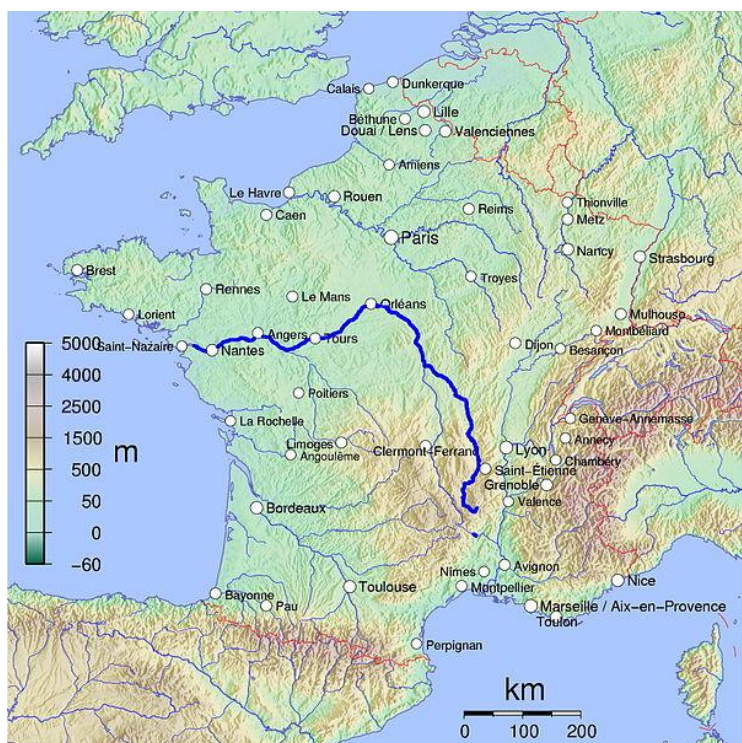 Dunkerque
Calais
Lille
Béthune
Douai / Lens
Valenciennes
Amiens
Le Havre
Rouen
Thionville
Caen
Reims
Metz
Paris
Nancy
Strasbourg
Brest
Troyes
Rennes
Le Mans
Orléans
Lorient
Mulhouse
Angers
Tours
Montbéliard
Saint-Nazaire
Nantes
Dijon
Besançon
5000
4000
2500
1500
500
50
0
-60
m
Poitiers
La Rochelle
Genève-Annemasse
Limoges
Clermont-Ferrand
Lyon
Annecy
Angoulême
Chambéry
Saint-Étienne
Grenoble
Bordeaux
Valence
Avignon
Nîmes
Nice
Bayonne
Toulouse
Montpellier
Pau
Marseille / Aix-en-Provence
Toulon
Perpignan
km
0 100 200